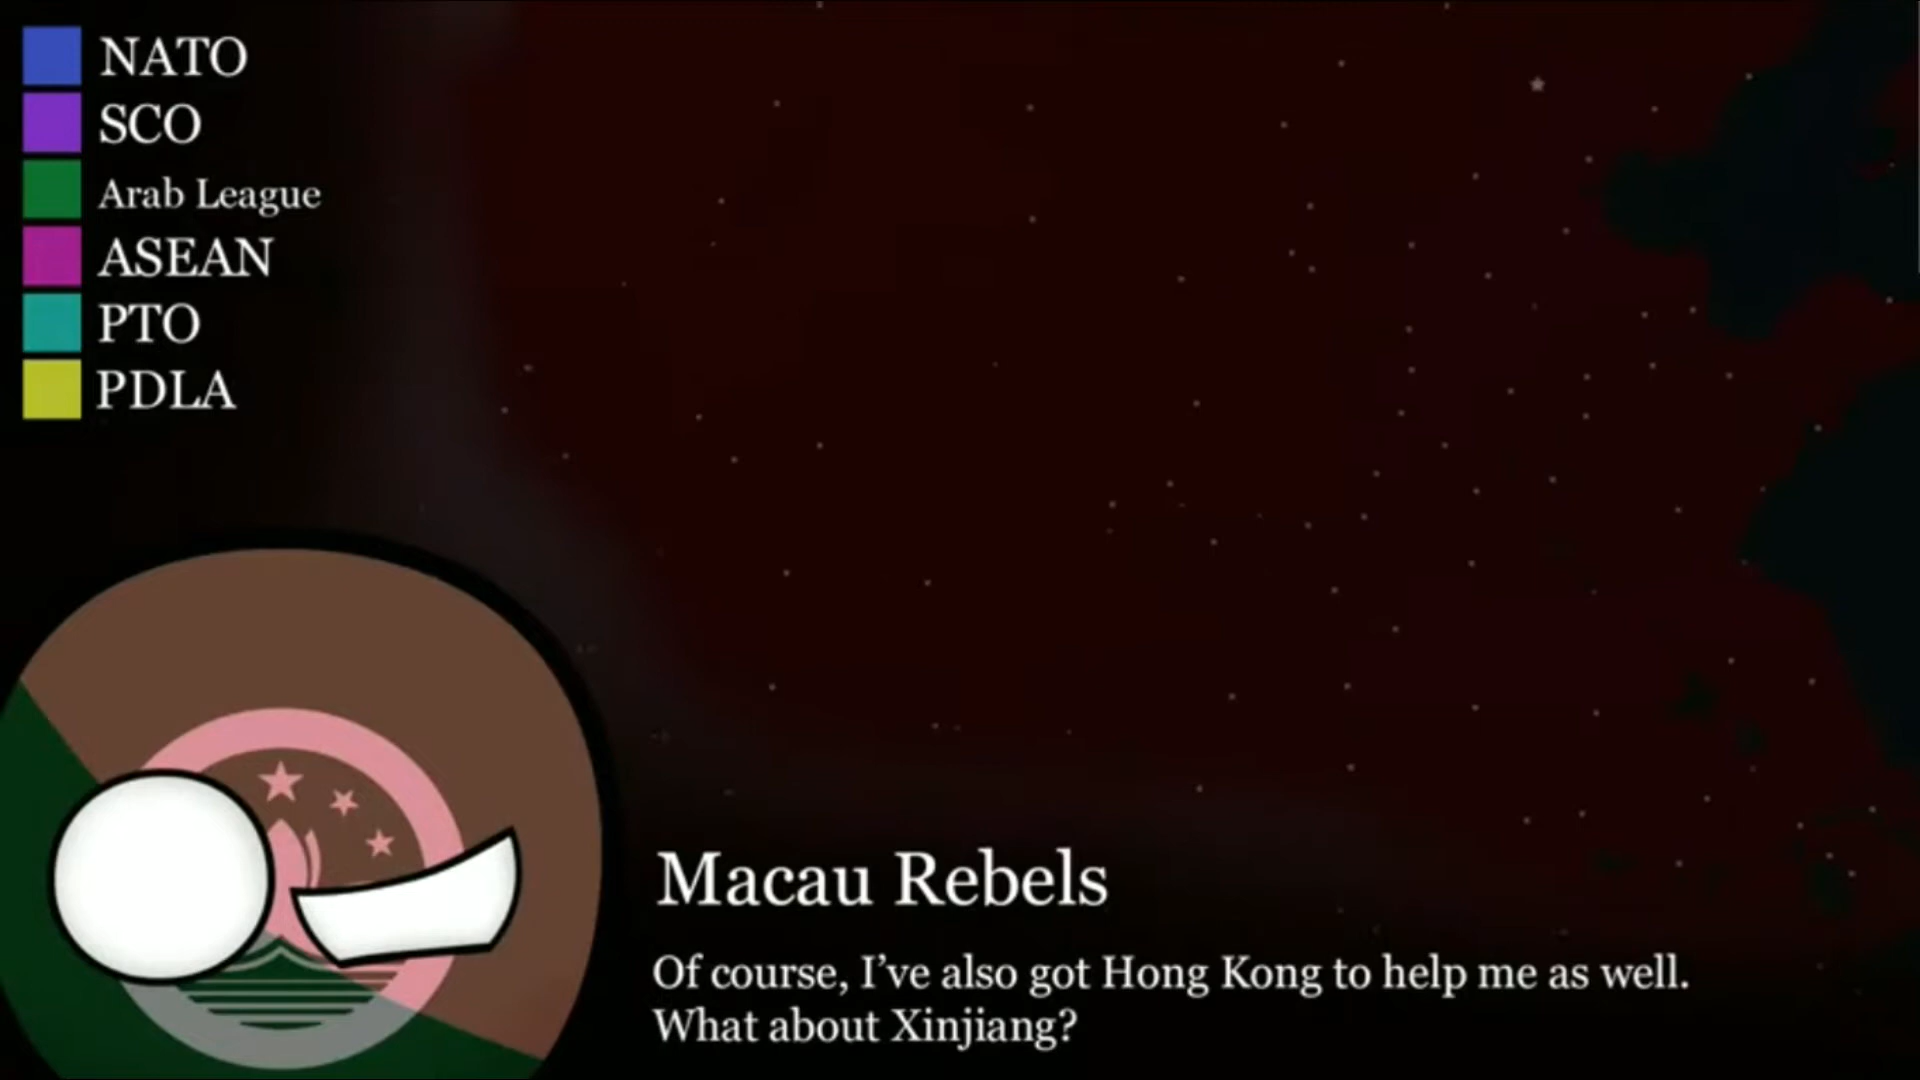 NATO
SCO
Arab League
ASEAN
PTO
PDLA
Macau Rebels
Of course, I’ve also got Hong Kong to help me as well.
What about Xinjiang?